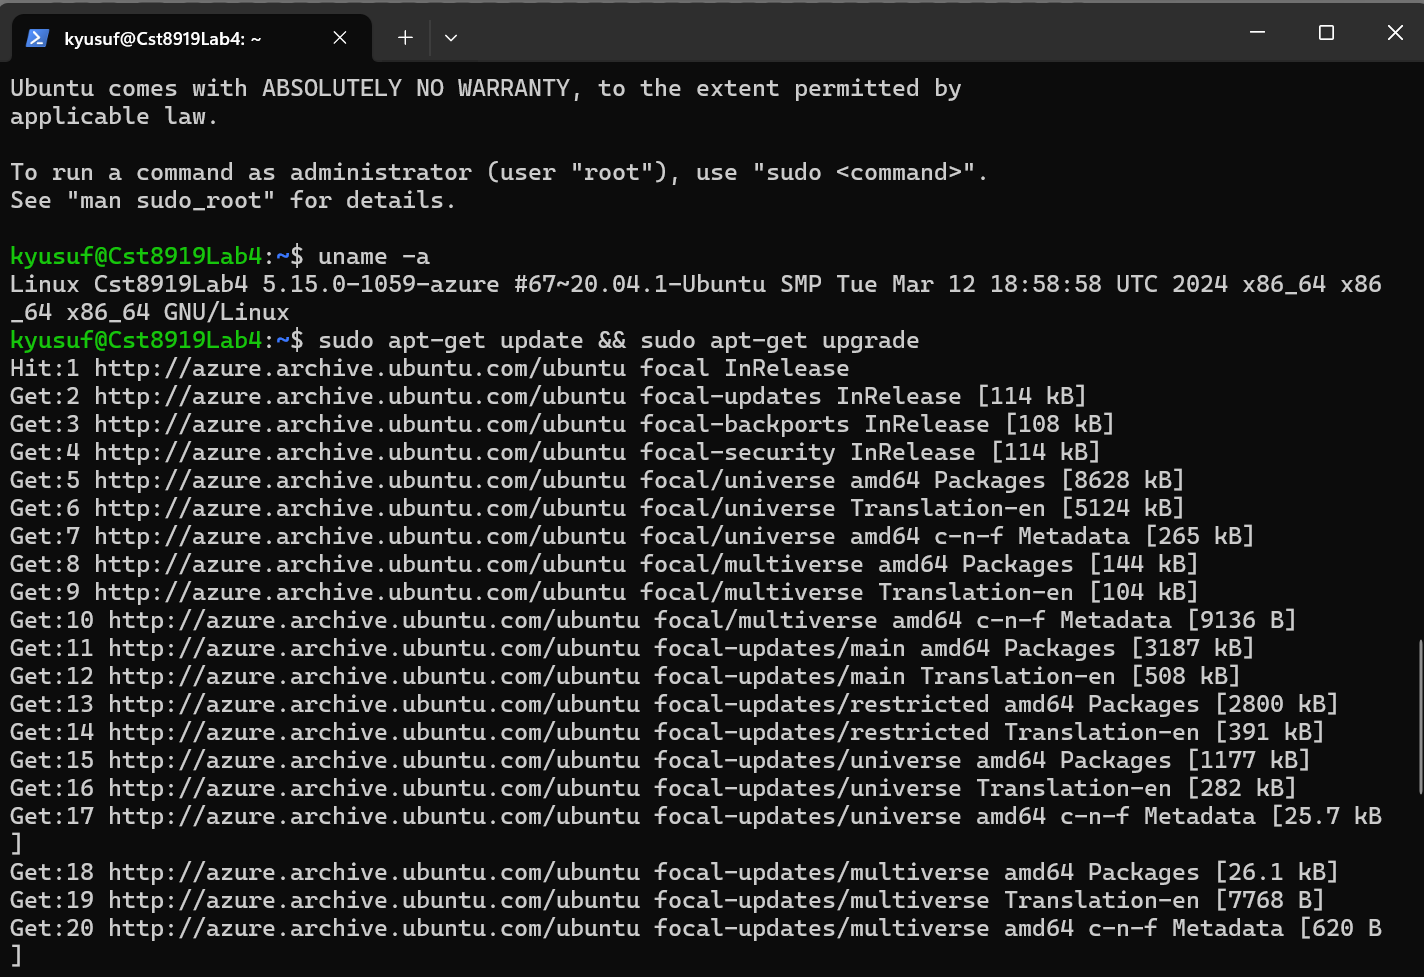 kyusuf@Cst8919Lab4: ~
Ubuntu comes with ABSOLUTELY NO WARRANTY, to the extent permitted by
applicable law.
To run a command as administrator (user "root"), use "sudo <command>".
See "man sudo_root" for details.
kyusuf@Cst8919Lab4:~$ uname -a
Linux Cst8919Lab4 5.15.0-1059-azure #67~20.04.1-Ubuntu SMP Tue Mar 12 18:58:58 UTC 2024 x86_64 x86
_64 x86_64 GNU/Linux
kyusuf@Cst8919Lab4:~$ sudo apt-get update && sudo apt-get upgrade
Hit:1 http://azure.archive.ubuntu.com/ubuntu focal InRelease
Get:2 http://azure.archive.ubuntu.com/ubuntu focal-updates InRelease [114 kB]
Get:3 http://azure.archive.ubuntu.com/ubuntu focal-backports InRelease [108 kB]
Get:4 http://azure.archive.ubuntu.com/ubuntu focal-security InRelease [114 kB]
Get:5 http://azure.archive.ubuntu.com/ubuntu focal/universe amd64 Packages [8628 kB]
Get:6 http://azure.archive.ubuntu.com/ubuntu focal/universe Translation-en [5124 kB]
Get:7 http://azure.archive.ubuntu.com/ubuntu focal/universe amd64 c-n-f Metadata [265 kB]
Get:8 http://azure.archive.ubuntu.com/ubuntu focal/multiverse amd64 Packages [144 kB]
Get:9 http://azure.archive.ubuntu.com/ubuntu focal/multiverse Translation-en [104 kB]
Get:10 http://azure.archive.ubuntu.com/ubuntu focal/multiverse amd64 c-n-f Metadata [9136 B]
Get:11 http://azure.archive.ubuntu.com/ubuntu focal-updates/main amd64 Packages [3187 kB]
Get:12 http://azure.archive.ubuntu.com/ubuntu focal-updates/main Translation-en [508 kB]
Get:13 http://azure.archive.ubuntu.com/ubuntu focal-updates/restricted amd64 Packages [2800 kB]
Get:14 http://azure.archive.ubuntu.com/ubuntu focal-updates/restricted Translation-en [391 kB]
Get:15 http://azure.archive.ubuntu.com/ubuntu focal-updates/universe amd64 Packages [1177 kB]
Get:16 http://azure.archive.ubuntu.com/ubuntu focal-updates/universe Translation-en [282 kB]
Get:17 http://azure.archive.ubuntu.com/ubuntu focal-updates/universe amd64 c-n-f Metadata [25.7 kB
]
Get:18 http://azure.archive.ubuntu.com/ubuntu focal-updates/multiverse amd64 Packages [26.1 kB]
Get:19 http://azure.archive.ubuntu.com/ubuntu focal-updates/multiverse Translation-en [7768 B]
Get:20 http://azure.archive.ubuntu.com/ubuntu focal-updates/multiverse amd64 c-n-f Metadata [620 B
]